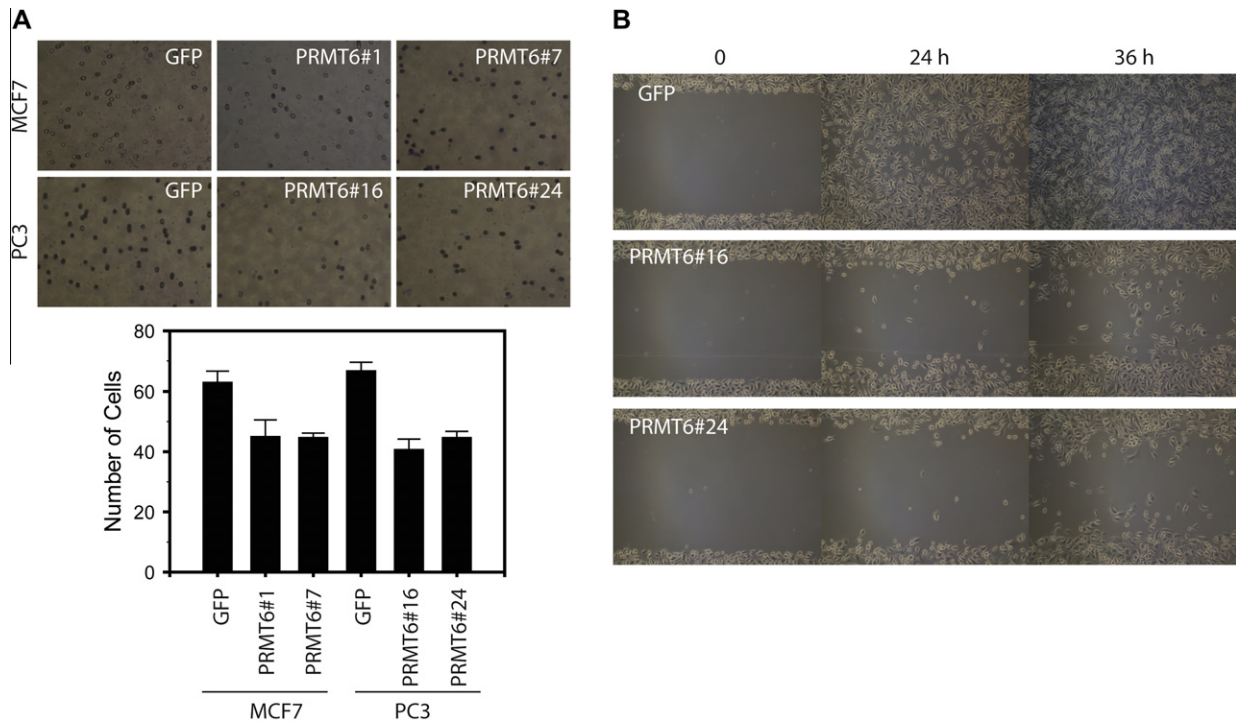 A
MCF7
GFP
PRMT6#1
PRMT6#7
PC3
GFP
PRMT6#16
PRMT6#24
80
60
40
20
0
Number of Cells
GFP
PRMT6#1
PRMT6#7
GFP
PRMT6#16
PRMT6#24
MCF7
PC3
B
0
24 h
36 h
GFP
PRMT6#16
PRMT6#24